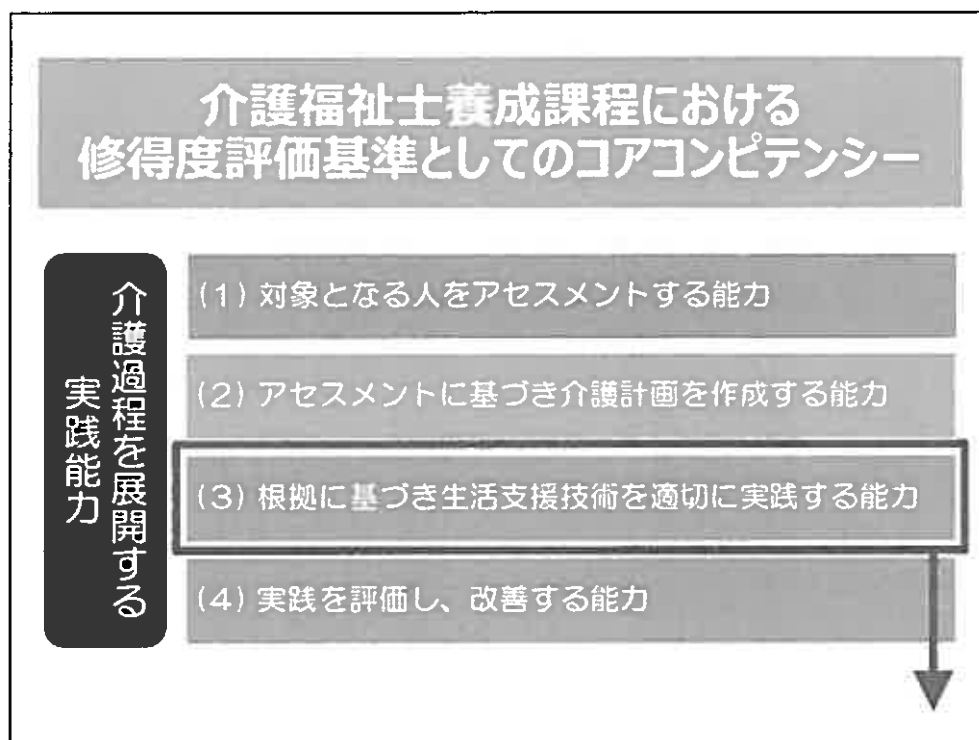 介護福祉士養成課程における
修得度評価基準としてのコアコンピテンシー
介護過程を展開する
実践能力
(1) 対象となる人をアセスメントする能力
(2) アセスメントに基づき介護計画を作成する能力
(3) 根拠に基づき生活支援技術を適切に実践する能力
(4) 実践を評価し、改善する能力